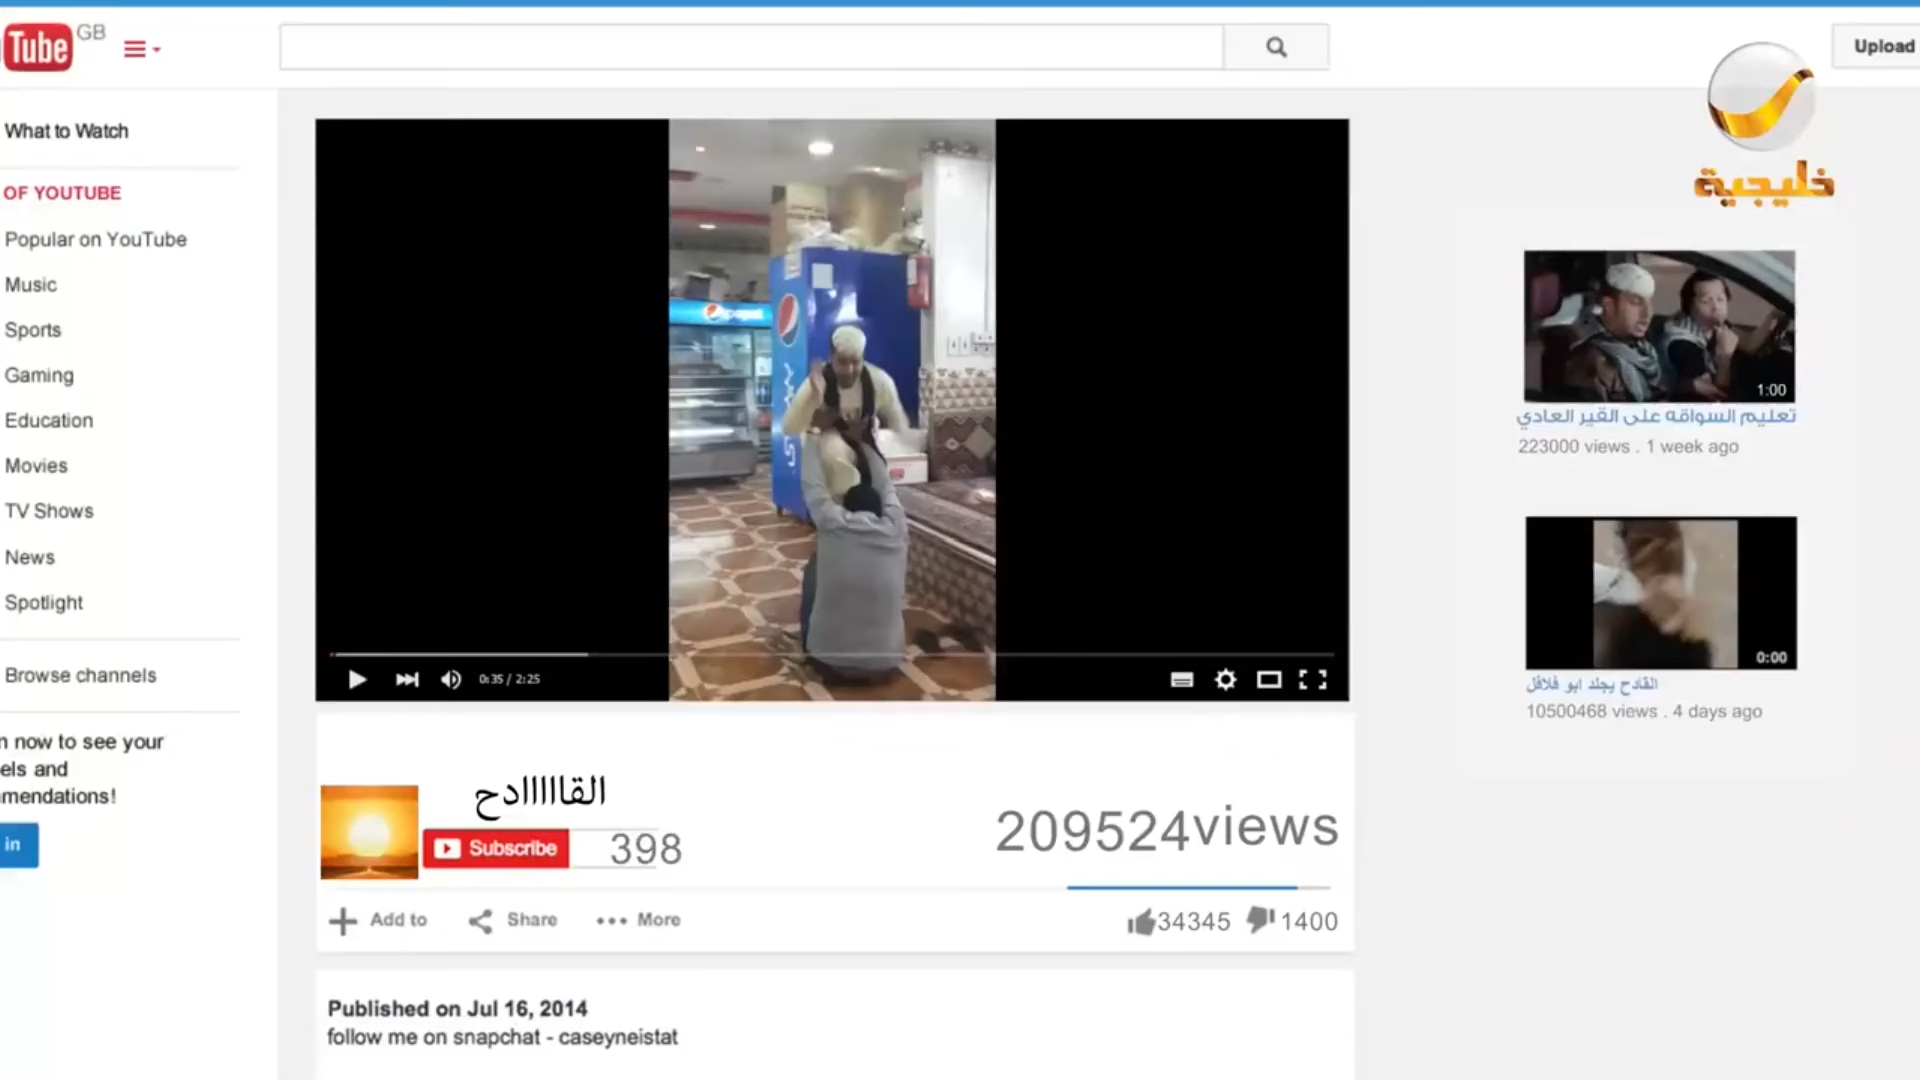 Tube GB
Upload
خليجية
What to Watch
OF YOUTUBE
Popular on YouTube
Music
Sports
Gaming
Education
Movies
TV Shows
News
Spotlight
Browse channels
n now to see your
els and
mendations!
in
pepsi
0:35 / 2:25
1:00
تعليم السواقه على القير العادي
223000 views . 1 week ago
0:00
القادح يجلد ابو فلافل
10500468 views . 4 days ago
القاااااادح
Subscribe 398
209524views
Add to Share More
34345 1400
Published on Jul 16, 2014
follow me on snapchat - caseyneistat